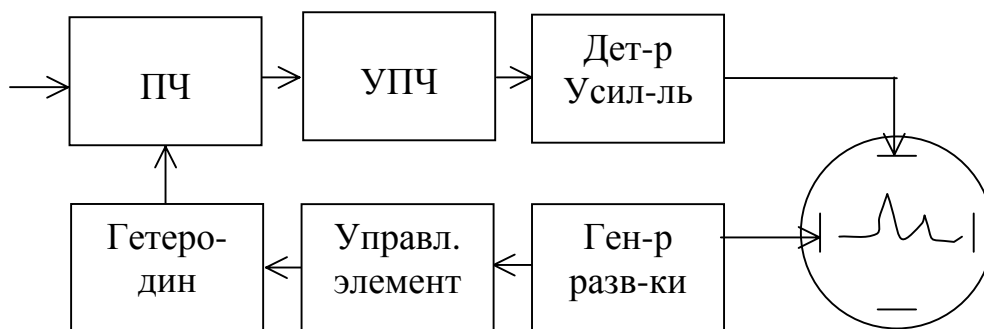 ПЧ
УПЧ
Дет-р
Усил-ль
Гетеро-
дин
Управл.
элемент
Ген-р
разв-ки